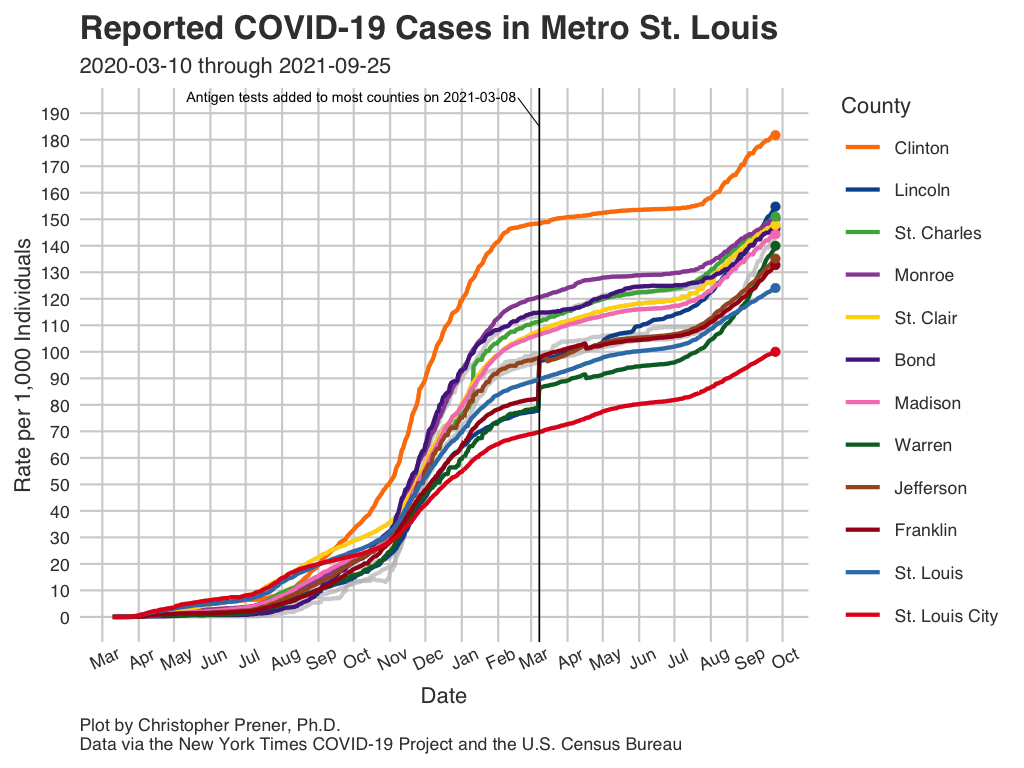 Reported COVID-19 Cases in Metro St. Louis
2020-03-10 through 2021-09-25
Antigen tests added to most counties on 2021-03-08
190
180
170
160
150
140
130
120
110
100
90
80
70
60
50
40
30
20
10
0
Rate per 1,000 Individuals
Mar Apr May Jun Jul Aug Sep Oct Nov Dec Jan Feb Mar Apr May Jun Jul Aug Sep Oct
Date
County
Clinton
Lincoln
St. Charles
Monroe
St. Clair
Bond
Madison
Warren
Jefferson
Franklin
St. Louis
St. Louis City
Plot by Christopher Prener, Ph.D.
Data via the New York Times COVID-19 Project and the U.S. Census Bureau